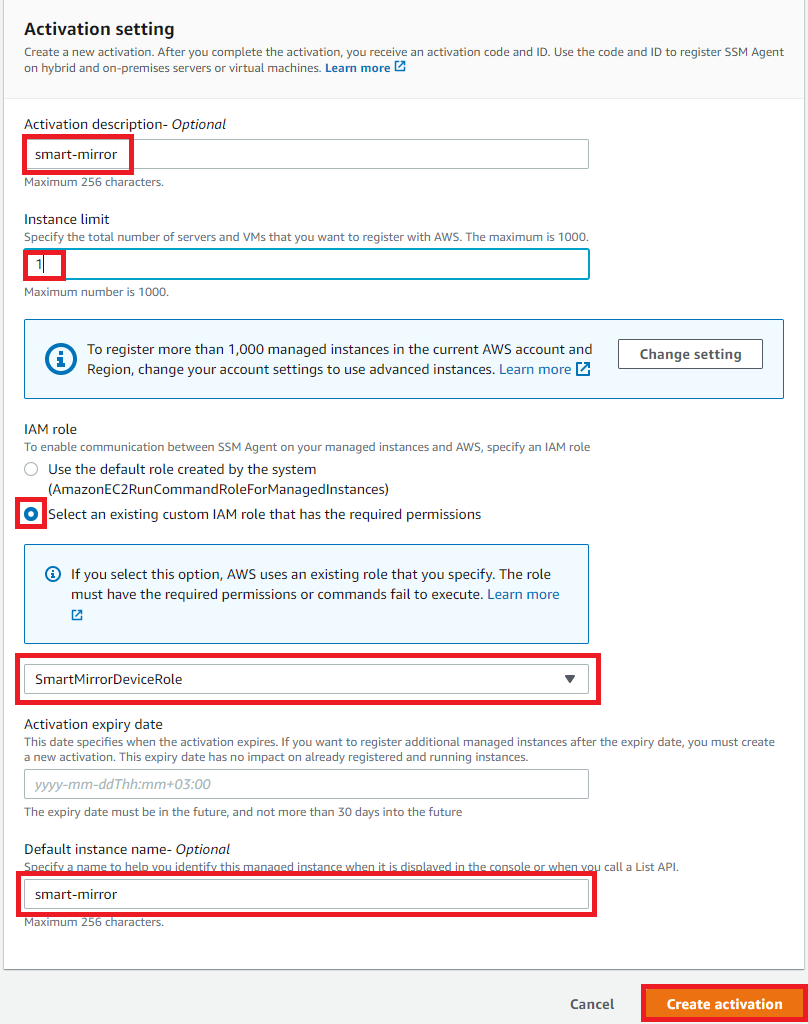 Activation setting
Create a new activation. After you complete the activation, you receive an activation code and ID. Use the code and ID to register SSM Agent
on hybrid and on-premises servers or virtual machines. Learn more
Activation description- Optional
smart-mirror
Maximum 256 characters.
Instance limit
Specify the total number of servers and VMs that you want to register with AWS. The maximum is 1000.
1
Maximum number is 1000.
To register more than 1,000 managed instances in the current AWS account and
Region, change your account settings to use advanced instances. Learn more
Change setting
IAM role
To enable communication between SSM Agent on your managed instances and AWS, specify an IAM role
Use the default role created by the system
(AmazonEC2RunCommandRoleForManagedInstances)
Select an existing custom IAM role that has the required permissions
If you select this option, AWS uses an existing role that you specify. The role
must have the required permissions or commands fail to execute. Learn more
SmartMirrorDeviceRole
Activation expiry date
This date specifies when the activation expires. If you want to register additional managed instances after the expiry date, you must create
a new activation. This expiry date has no impact on already registered and running instances.
yyyy-mm-ddThh:mm+03:00
The expiry date must be in the future, and not more than 30 days into the future
Default instance name- Optional
Specify a name to help you identify this managed instance when it is displayed in the console or when you call a List API.
smart-mirror
Maximum 256 characters.
Cancel
Create activation